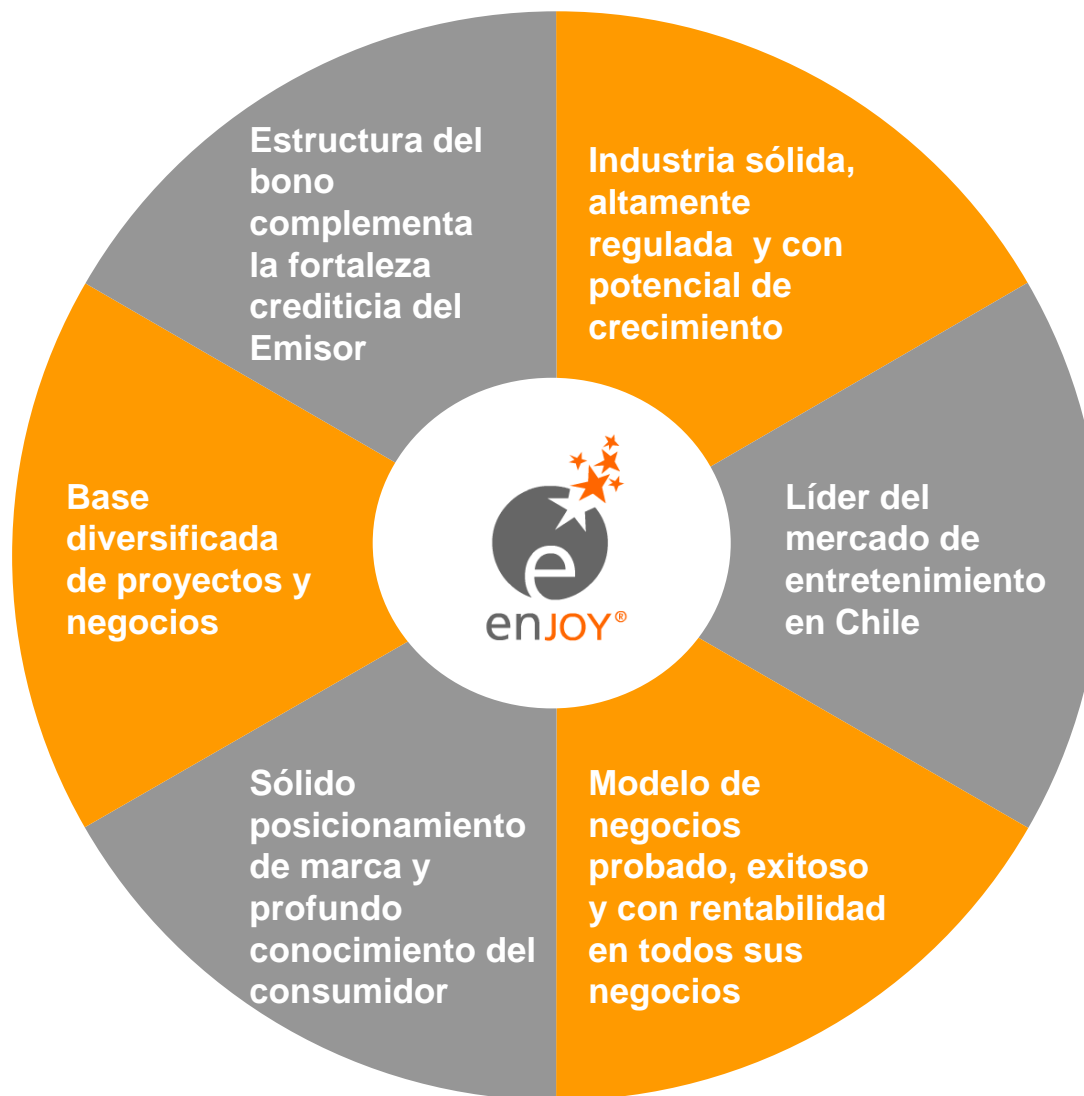 Estructura del
bono
complementa
la fortaleza
crediticia del
Emisor
Industria sólida,
altamente
regulada y con
potencial de
crecimiento
Base
diversificada
de proyectos y
negocios
e
enJOY®
Líder del
mercado de
entretenimiento
en Chile
Sólido
posicionamiento
de marca y
profundo
conocimiento del
consumidor
Modelo de
negocios
probado, exitoso
y con rentabilidad
en todos sus
negocios